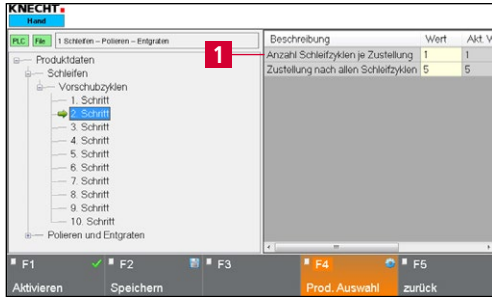 KNECHT
Hand
PLC File 1 Schleifen – Polieren – Entgraten
Produktdaten
Schleifen
Vorschubzyklen
1. Schritt
2. Schritt
3. Schritt
4. Schritt
5. Schritt
6. Schritt
7. Schritt
8. Schritt
9. Schritt
10. Schritt
Polieren und Entgraten
1
Beschreibung Wert Akt. W
Anzahl Schleifzyklen je Zustellung 1 1
Zustellung nach allen Schleifzyklen 5 5
F1 F2 F3 F4 F5
Aktivieren Speichern Prod. Auswahl zurück